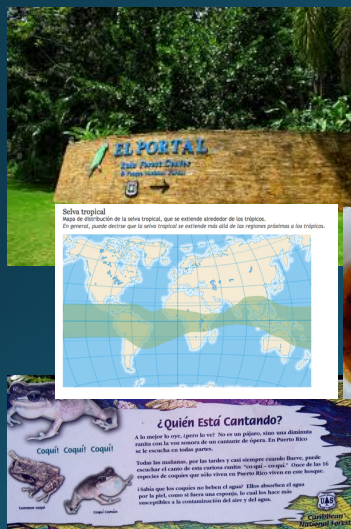 EL PORTAL
Rain Forest Center
Selva tropical
Mapa de distribución de la selva tropical, que se extiende alrededor de los trópicos.
En general, puede decirse que la selva tropical se extiende más allá de las regiones próximas a los trópicos.
¿Quién Está Cantando?
A lo mejor lo oye, ¿pero lo ve? No es un pájaro, sino una diminuta
ranita con la voz sonora de un cantante de ópera. En Puerto Rico
se le escucha en todas partes.
Coquí! Coquí! Coquí!
Todas las mañanas, por las tardes y casi siempre cuando llueve, puede
escuchar el canto de esta curiosa ranita: "co-quí - co-quí." Once de las 16
especies de coquíes que sólo viven en Puerto Rico viven en este bosque.
¿Sabía que los coquíes no beben el agua? Ellos absorben el agua
por la piel, como si fuera una esponja, lo cual los hace más
susceptibles a la contaminación del aire y del agua.
Common coquí
Coquí común
UAS
Caribbean
National Forest